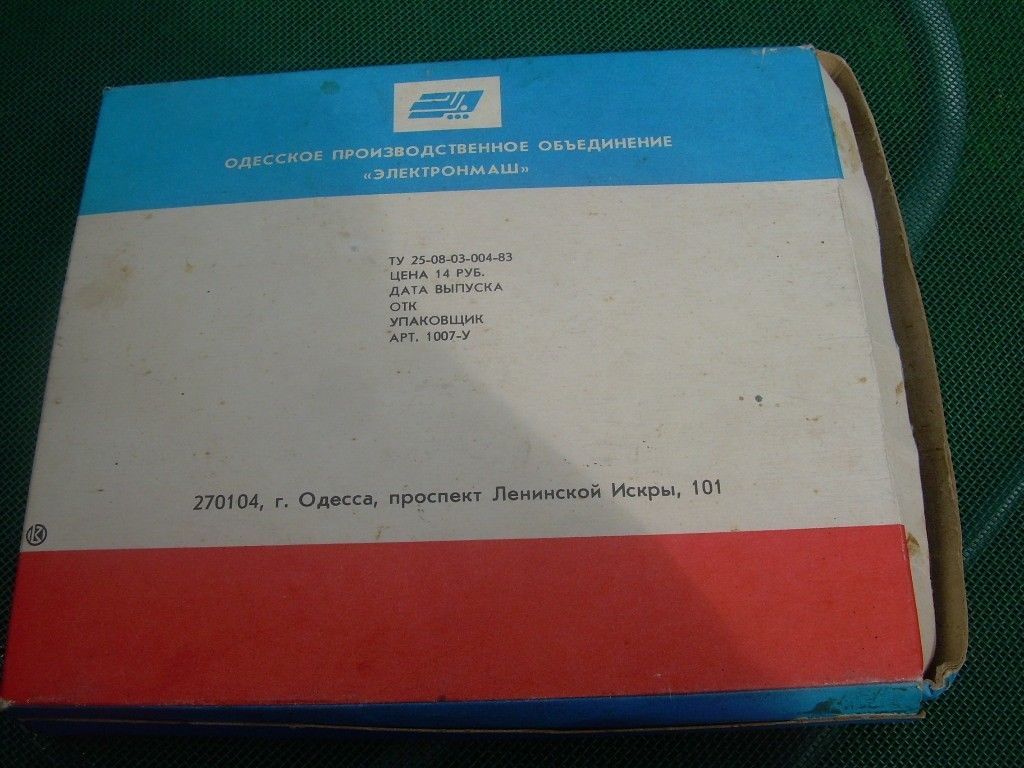 ОДЕССКОЕ ПРОИЗВОДСТВЕННОЕ ОБЪЕДИНЕНИЕ
«ЭЛЕКТРОНМАШ»
ТУ 25-08-03-004-83
ЦЕНА 14 РУБ.
ДАТА ВЫПУСКА
ОТК
УПАКОВЩИК
АРТ. 1007-У
270104, г. Одесса, проспект Ленинской Искры, 101
К